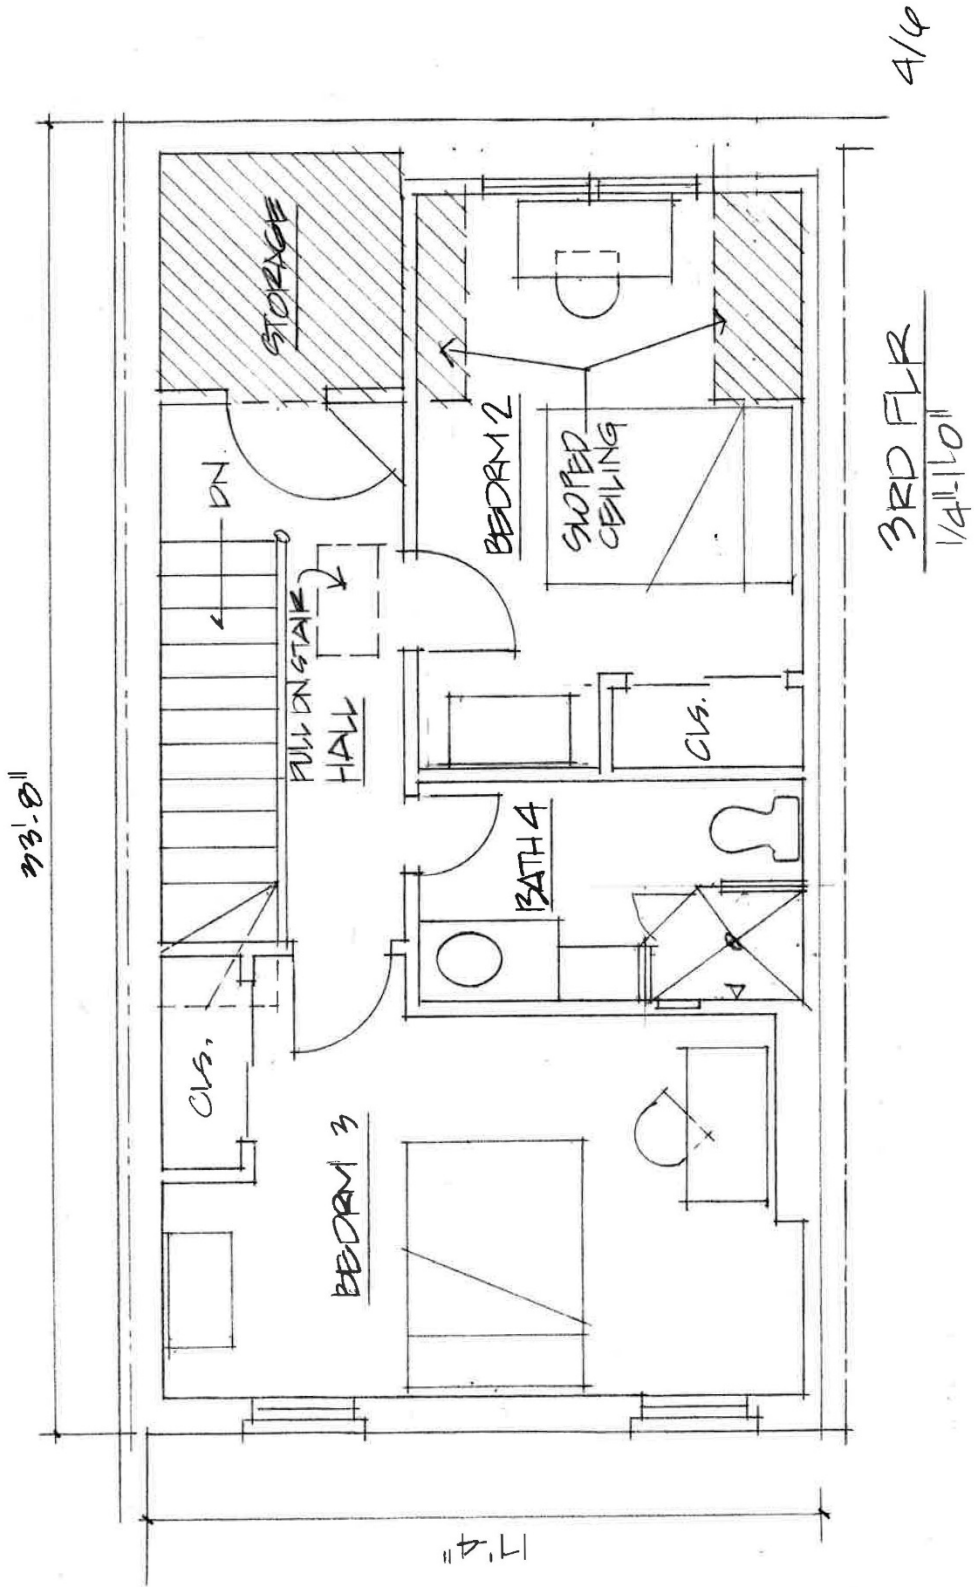 33'-8"
CLS.
DN
STORAGE
PULL DN STAIR
HALL
BEDRM 3
BATH 4
BEDRM 2
SLOPED
CEILING
CLS.
17'-4"
3RD FLR
1/4"-1'-0"
4/6